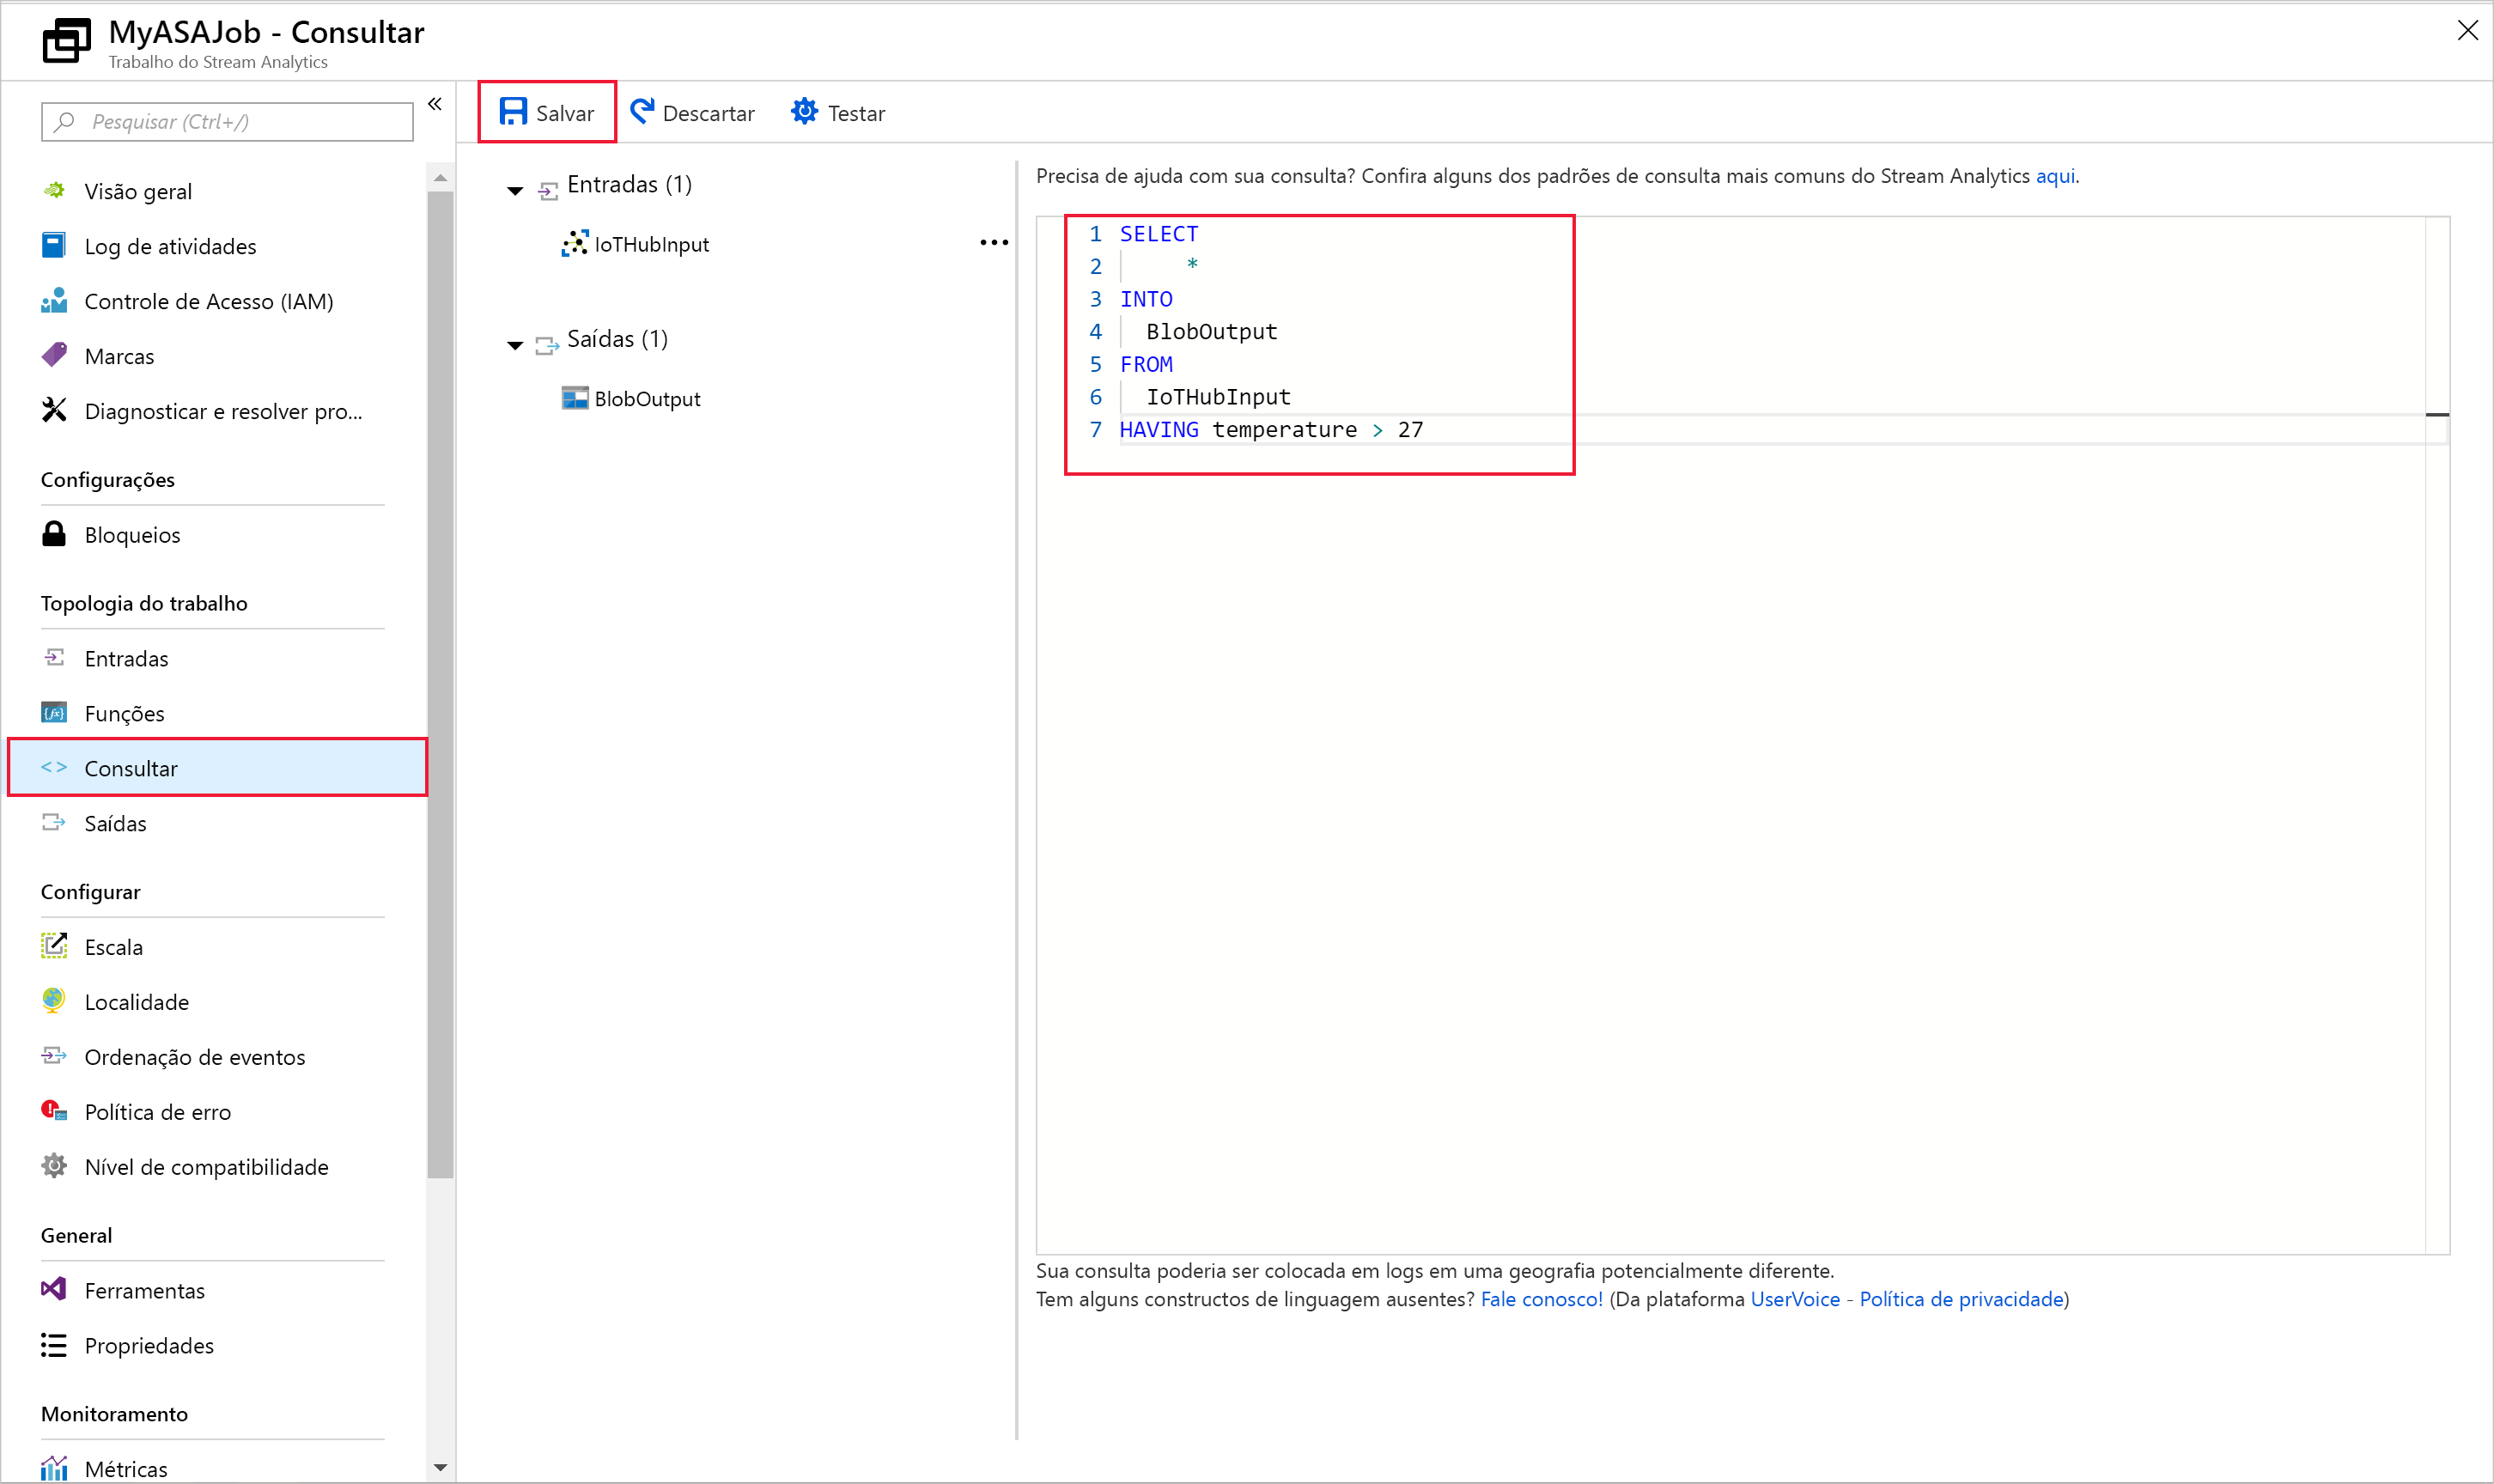 MyASAJob - Consultar
Trabalho do Stream Analytics
Pesquisar (Ctrl+/)
«
Visão geral
Log de atividades
Controle de Acesso (IAM)
Marcas
Diagnosticar e resolver pro...
Configurações
Bloqueios
Topologia do trabalho
Entradas
Funções
Consultar
Saídas
Configurar
Escala
Localidade
Ordenação de eventos
Política de erro
Nível de compatibilidade
General
Ferramentas
Propriedades
Monitoramento
Métricas
Salvar
Descartar
Testar
Entradas (1)
IoTHubInput
Saídas (1)
BlobOutput
Precisa de ajuda com sua consulta? Confira alguns dos padrões de consulta mais comuns do Stream Analytics aqui.
1 SELECT
2 *
3 INTO
4 BlobOutput
5 FROM
6 IoTHubInput
7 HAVING temperature > 27
Sua consulta poderia ser colocada em logs em uma geografia potencialmente diferente.
Tem alguns constructos de linguagem ausentes? Fale conosco! (Da plataforma UserVoice - Política de privacidade)